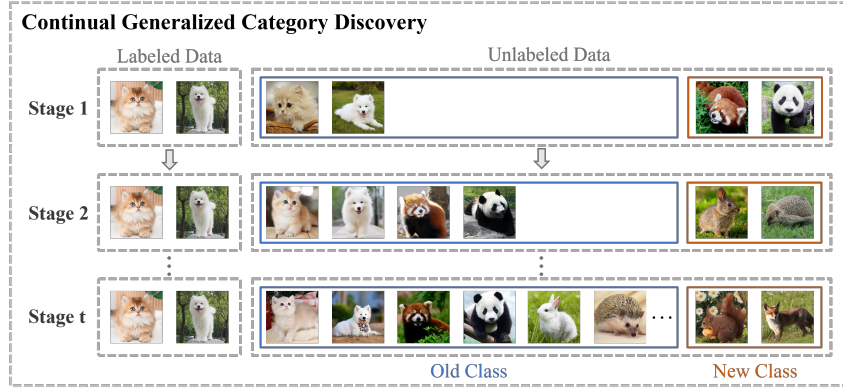 Continual Generalized Category Discovery
Labeled Data
Unlabeled Data
Stage 1
Stage 2
Stage t
...
Old Class
New Class